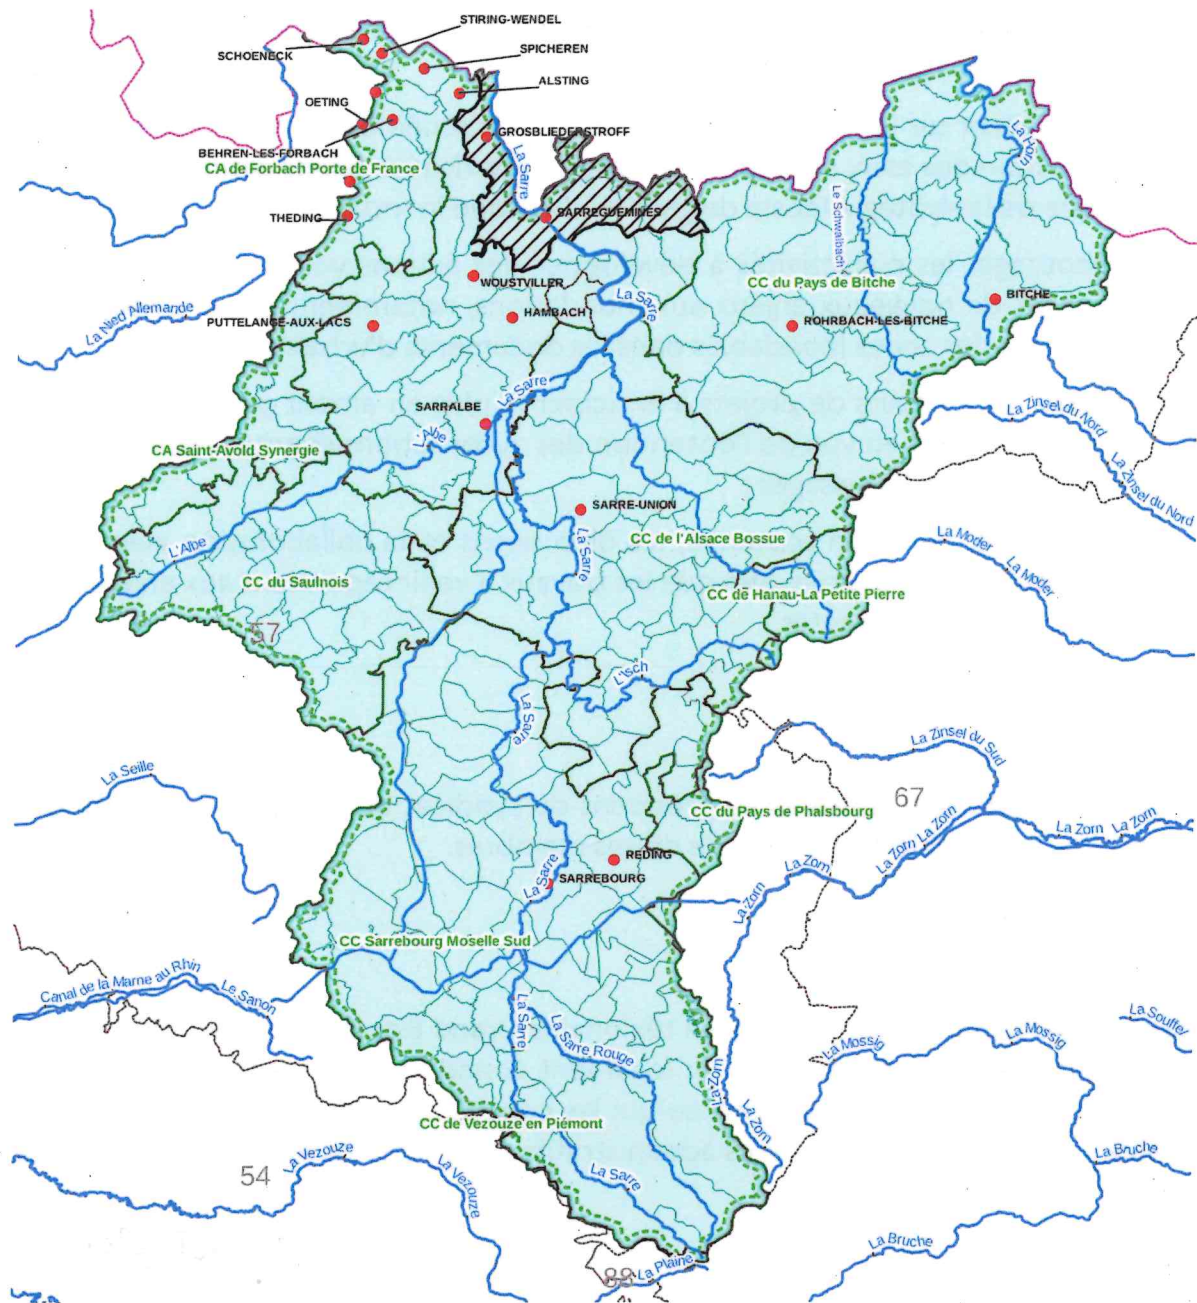 STIRING-WENDEL
SCHOENECK
SPICHEREN
ALSTING
OETING
GROSBLIEDERSTROFF
La Horn
BEHREN-LES-FORBACH
CA de Forbach Porte de France
La Sarre
Le Schwalbach
THEDING
SARREGUEMINES
WOUSTVILLER
CC du Pays de Bitche
La Sarre
BITCHE
La Nied Allemande
PUTTELANGE-AUX-LACS
HAMBACH
ROHRBACH-LES-BITCHE
La Sarre
SARRALBE
La Zinsel du Nord
L'Albe
CA Saint-Avold Synergie
La Zinsel du Nord
SARRE-UNION
La Sarre
CC de l'Alsace Bossue
La Moder
L'Albe
CC du Saulnois
La Moder
CC de Hanau-La Petite Pierre
57
L'Isch
La Sarre
La Zinsel du Sud
La Seille
67
CC du Pays de Phalsbourg
La Zorn
La Zorn
La Zorn
La Zorn
REDING
La Sarre
SARREBOURG
La Zorn
La Zorn
CC Sarrebourg Moselle Sud
Canal de la Marne au Rhin
Le Sanon
La Sarre
La Sarre Rouge
La Mossig
La Mossig
La Souffel
La Zorn
La Zorn
CC de Vezouze en Piémont
La Vezouze
La Vezouze
54
La Sarre
La Bruche
La Bruche
La Plaine
88